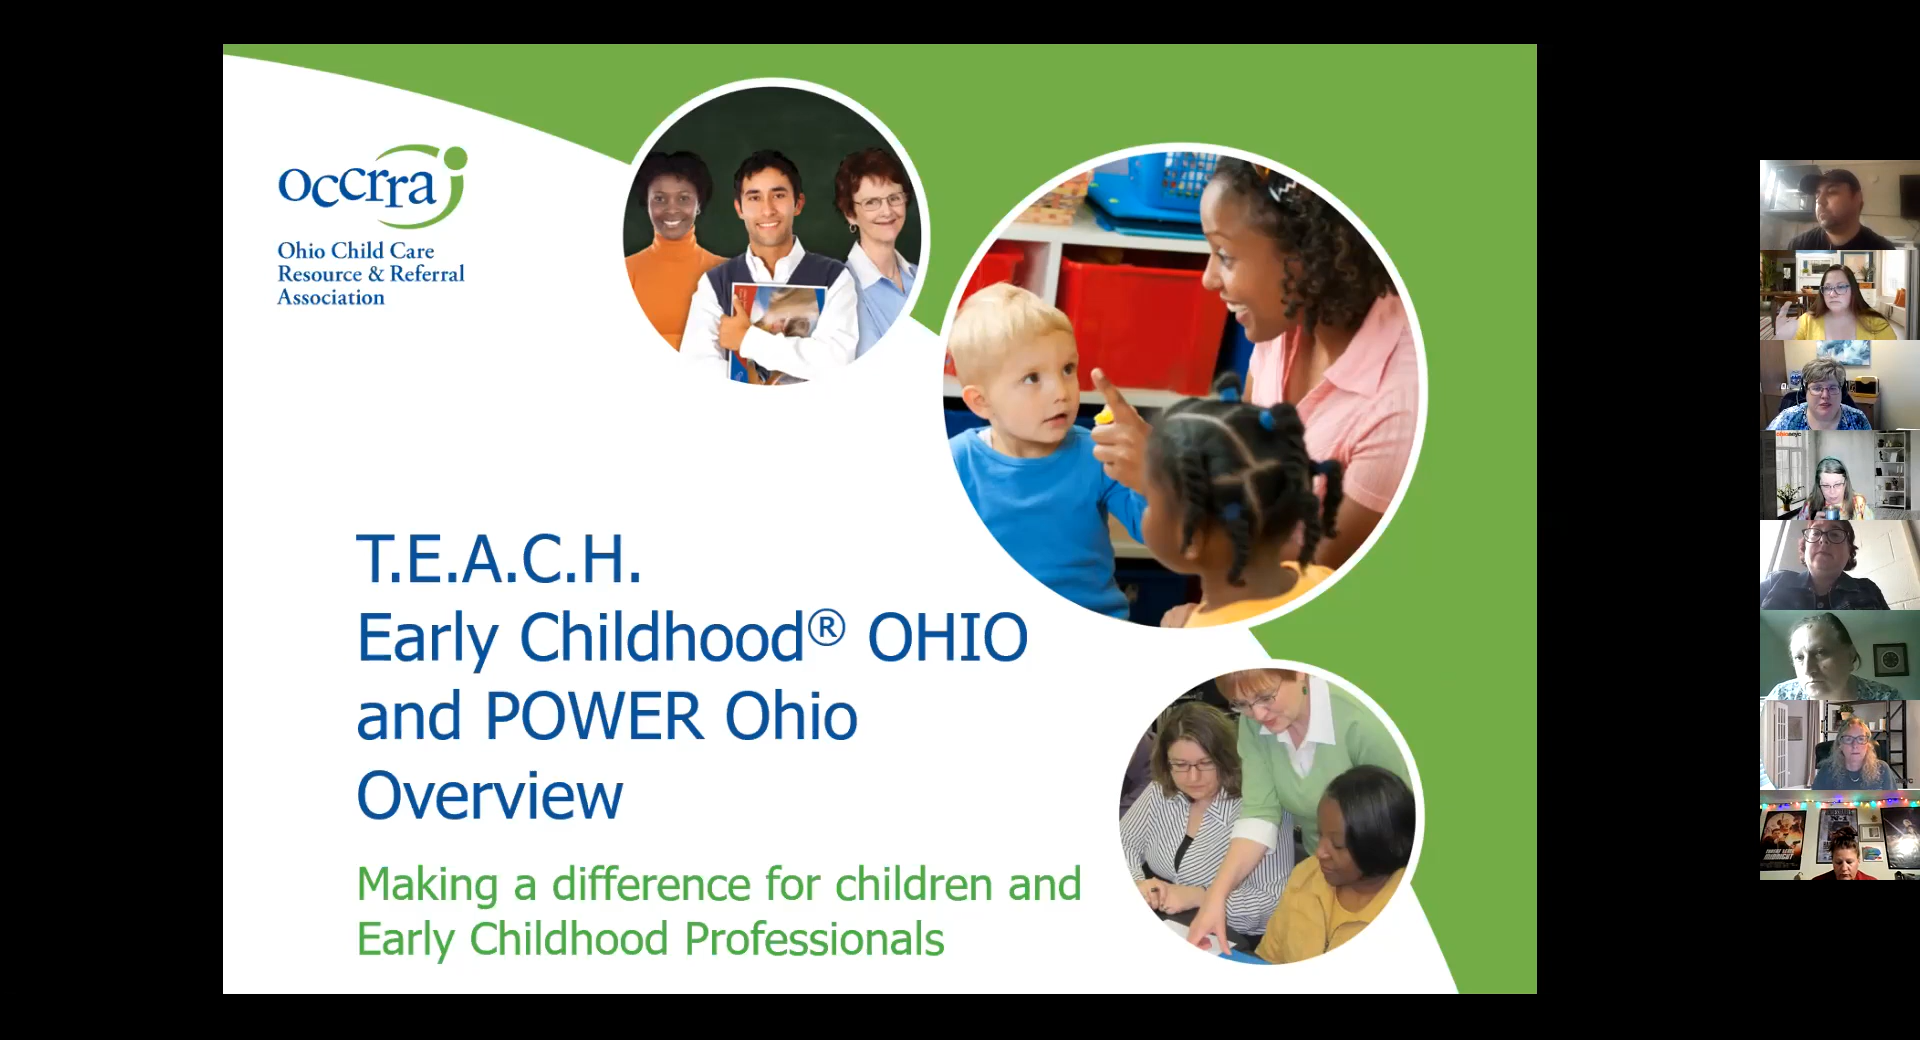 occrra
Ohio Child Care
Resource & Referral
Association
T.E.A.C.H.
Early Childhood® OHIO
and POWER Ohio
Overview
Making a difference for children and
Early Childhood Professionals